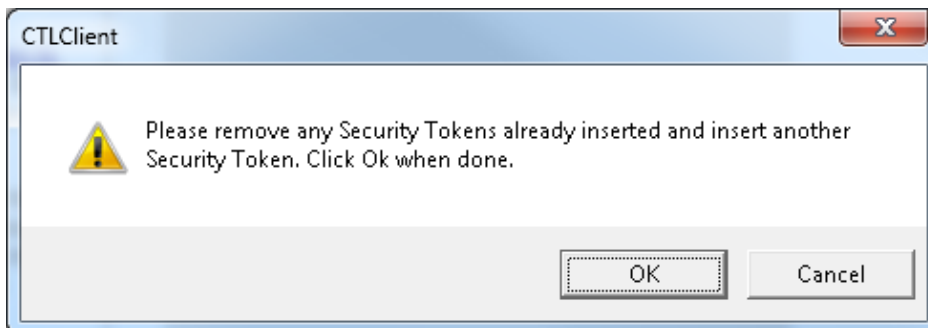 CTLClient
Please remove any Security Tokens already inserted and insert another
Security Token. Click Ok when done.
OK
Cancel